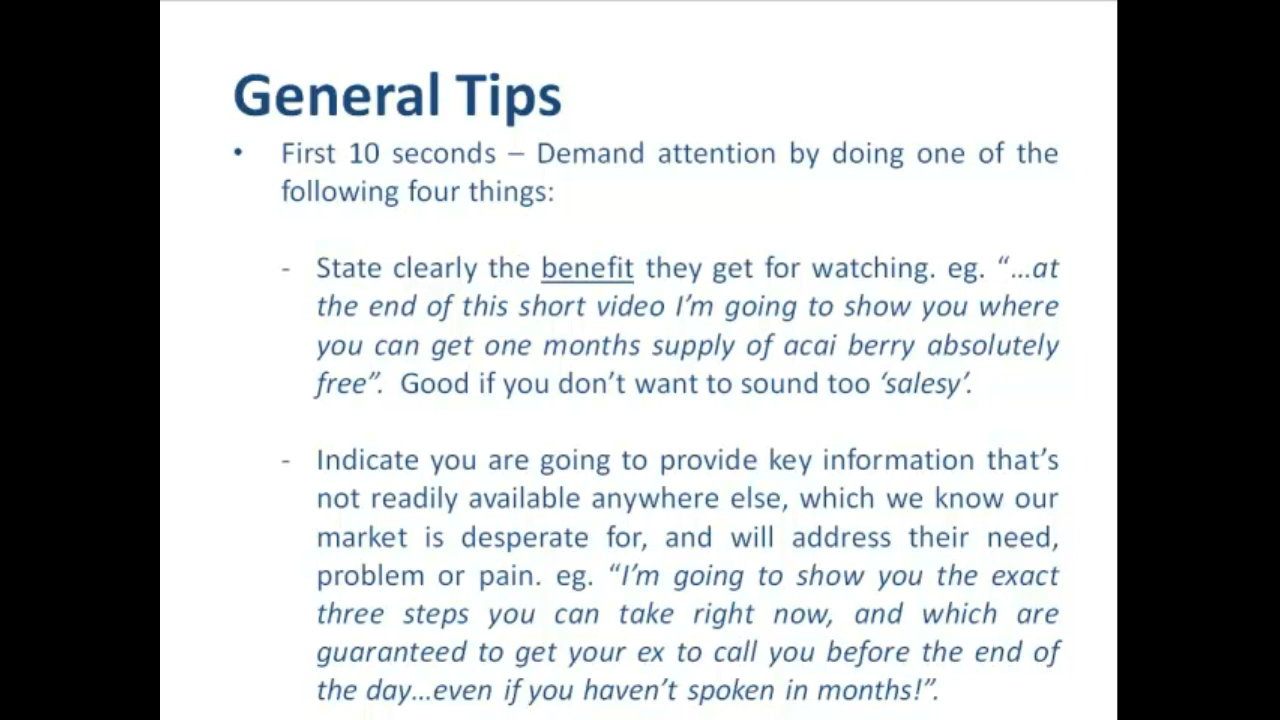 General Tips
• First 10 seconds – Demand attention by doing one of the
following four things:
- State clearly the benefit they get for watching. eg. “…at
the end of this short video I’m going to show you where
you can get one months supply of acai berry absolutely
free”. Good if you don’t want to sound too ‘salesy’.
- Indicate you are going to provide key information that’s
not readily available anywhere else, which we know our
market is desperate for, and will address their need,
problem or pain. eg. “I’m going to show you the exact
three steps you can take right now, and which are
guaranteed to get your ex to call you before the end of
the day…even if you haven’t spoken in months!”.